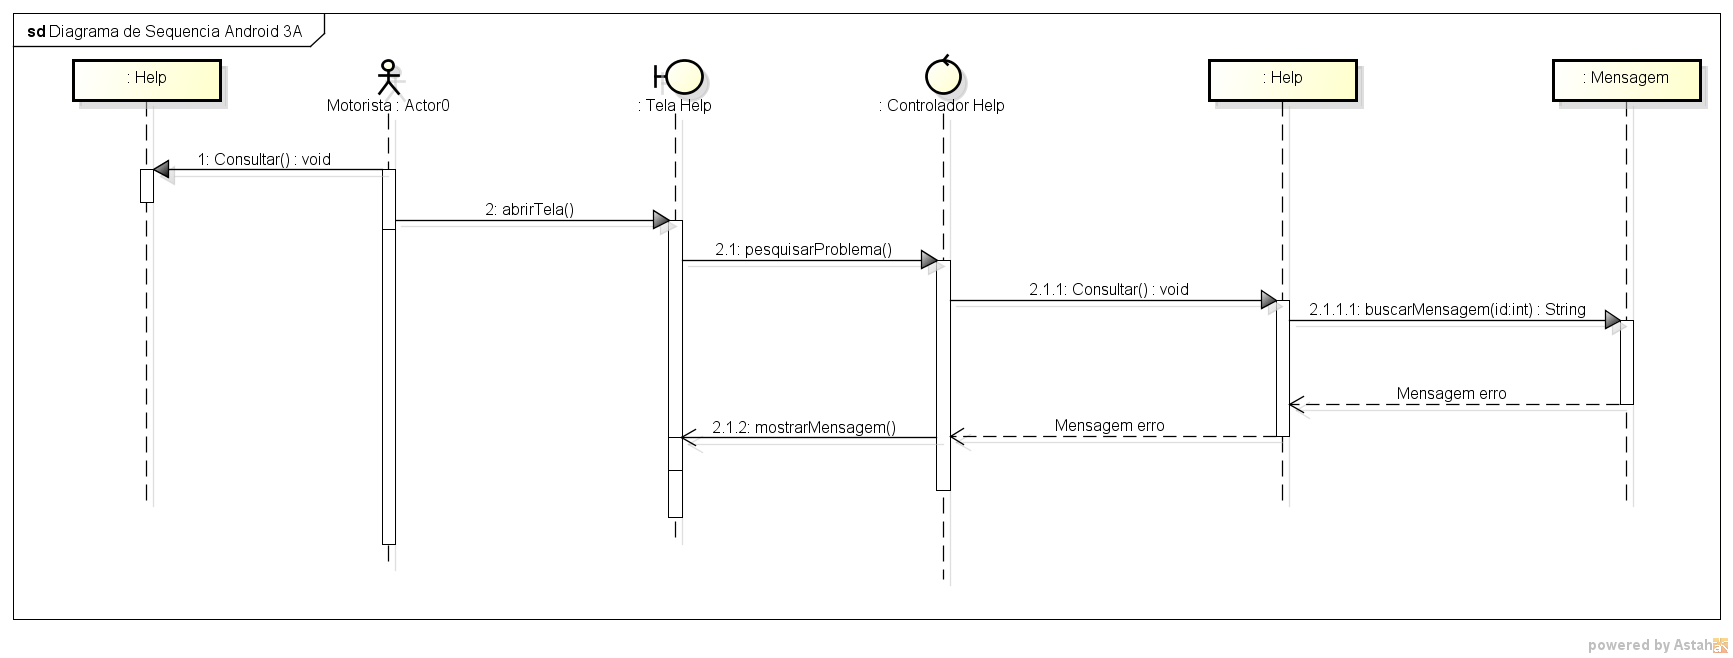 sd Diagrama de Sequencia Android 3A
: Help
Motorista : Actor0
: Tela Help
: Controlador Help
: Help
: Mensagem
1: Consultar() : void
2: abrirTela()
2.1: pesquisarProblema()
2.1.1: Consultar() : void
2.1.1.1: buscarMensagem(id:int) : String
Mensagem erro
Mensagem erro
2.1.2: mostrarMensagem()
powered by Astah